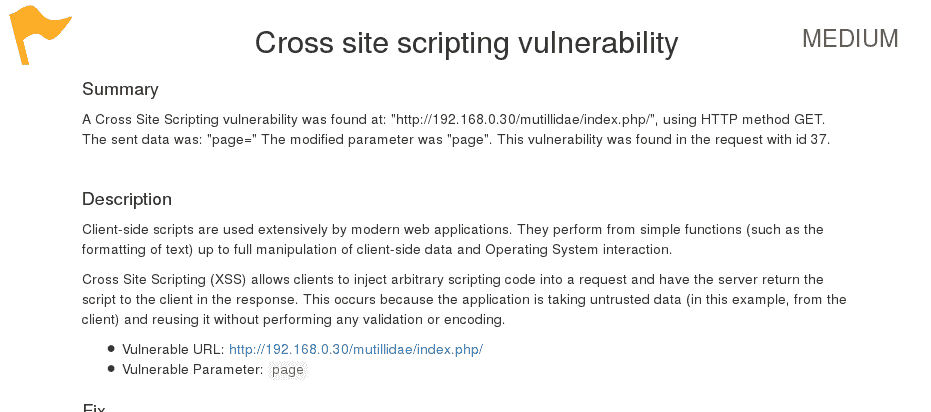 Cross site scripting vulnerability
MEDIUM
Summary
A Cross Site Scripting vulnerability was found at: "http://192.168.0.30/mutillidae/index.php/", using HTTP method GET.
The sent data was: "page=" The modified parameter was "page". This vulnerability was found in the request with id 37.
Description
Client-side scripts are used extensively by modern web applications. They perform from simple functions (such as the
formatting of text) up to full manipulation of client-side data and Operating System interaction.
Cross Site Scripting (XSS) allows clients to inject arbitrary scripting code into a request and have the server return the
script to the client in the response. This occurs because the application is taking untrusted data (in this example, from the
client) and reusing it without performing any validation or encoding.
● Vulnerable URL: http://192.168.0.30/mutillidae/index.php/
● Vulnerable Parameter: page
Fix